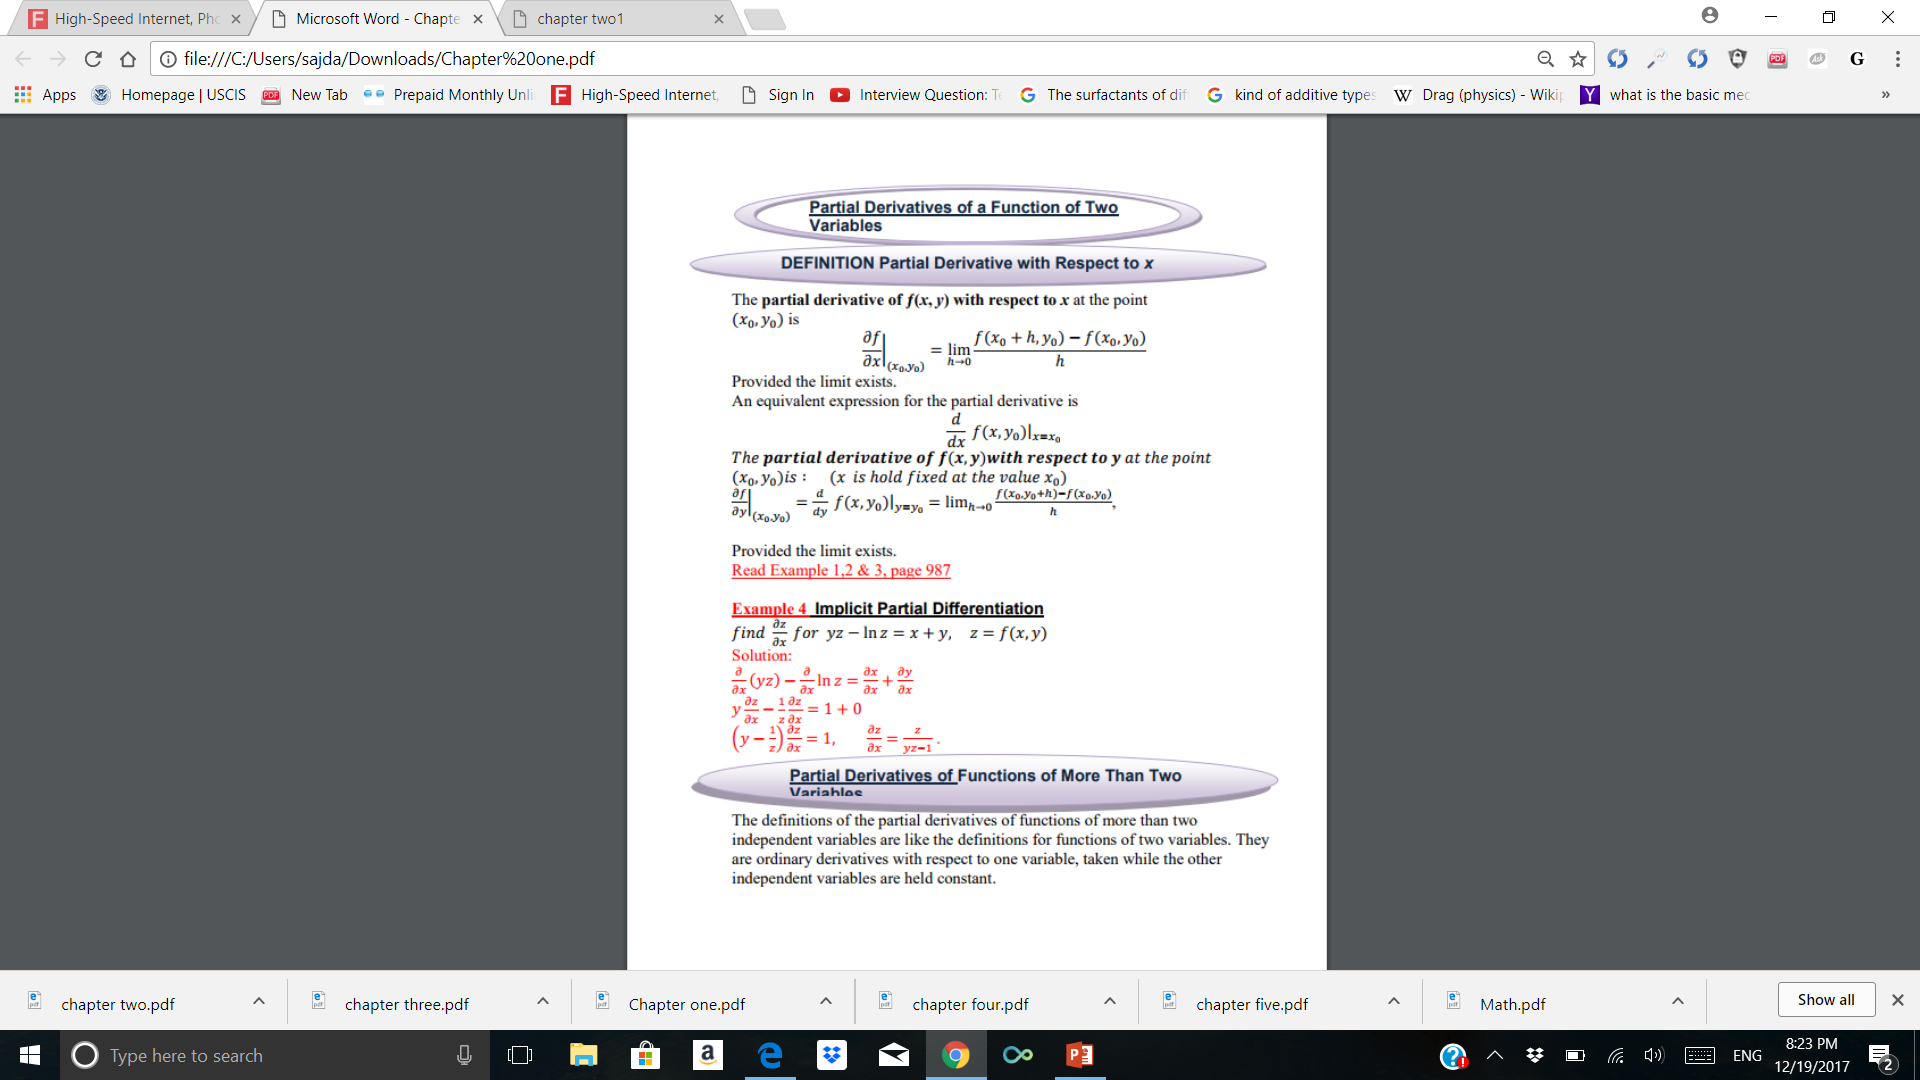 High-Speed Internet, Pho
Microsoft Word - Chapte
chapter two1
file:///C:/Users/sajda/Downloads/Chapter%20one.pdf
Apps Homepage | USCIS New Tab Prepaid Monthly Unli High-Speed Internet, Sign In Interview Question: T The surfactants of dif kind of additive types Drag (physics) - Wikip what is the basic mec »
Partial Derivatives of a Function of Two
Variables
DEFINITION Partial Derivative with Respect to x
The partial derivative of f(x, y) with respect to x at the point
(x₀, y₀) is
∂f/∂x|(x₀,y₀) = lim h→0 f(x₀ + h, y₀) − f(x₀, y₀) / h
Provided the limit exists.
An equivalent expression for the partial derivative is
d/dx f(x, y₀)|x=x₀
The partial derivative of f(x, y)with respect to y at the point
(x₀, y₀)is : (x is hold fixed at the value x₀)
∂f/∂y|(x₀,y₀) = d/dy f(x, y₀)|y=y₀ = lim h→0 f(x₀,y₀+h)−f(x₀,y₀) / h,
Provided the limit exists.
Read Example 1,2 & 3, page 987
Example 4 Implicit Partial Differentiation
find ∂z/∂x for yz − ln z = x + y, z = f(x, y)
Solution:
∂/∂x (yz) − ∂/∂x ln z = ∂x/∂x + ∂y/∂x
y ∂z/∂x − 1/z ∂z/∂x = 1 + 0
(y − 1/z) ∂z/∂x = 1, ∂z/∂x = z/yz−1 .
Partial Derivatives of Functions of More Than Two
Variables
The definitions of the partial derivatives of functions of more than two
independent variables are like the definitions for functions of two variables. They
are ordinary derivatives with respect to one variable, taken while the other
independent variables are held constant.
chapter two.pdf chapter three.pdf Chapter one.pdf chapter four.pdf chapter five.pdf Math.pdf Show all
Type here to search
ENG
8:23 PM
12/19/2017
2